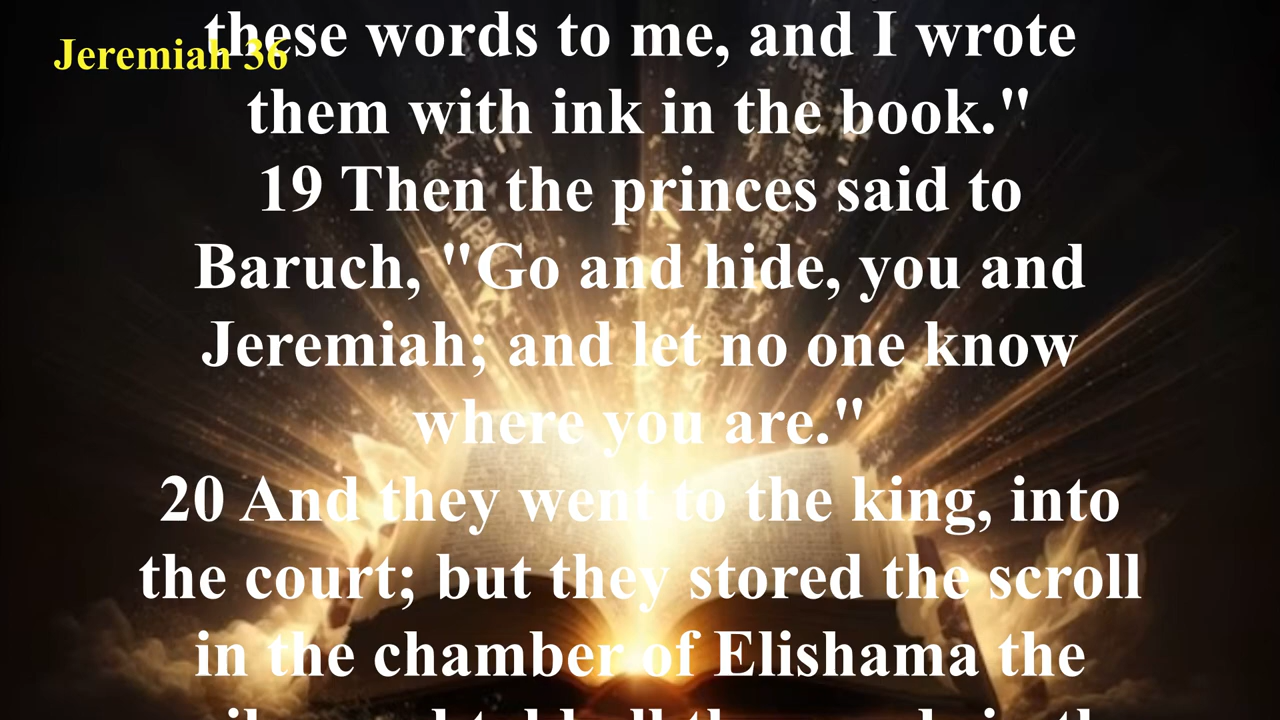 Jeremiah 36
these words to me, and I wrote
them with ink in the book."
19 Then the princes said to
Baruch, "Go and hide, you and
Jeremiah; and let no one know
where you are."
20 And they went to the king, into
the court; but they stored the scroll
in the chamber of Elishama the